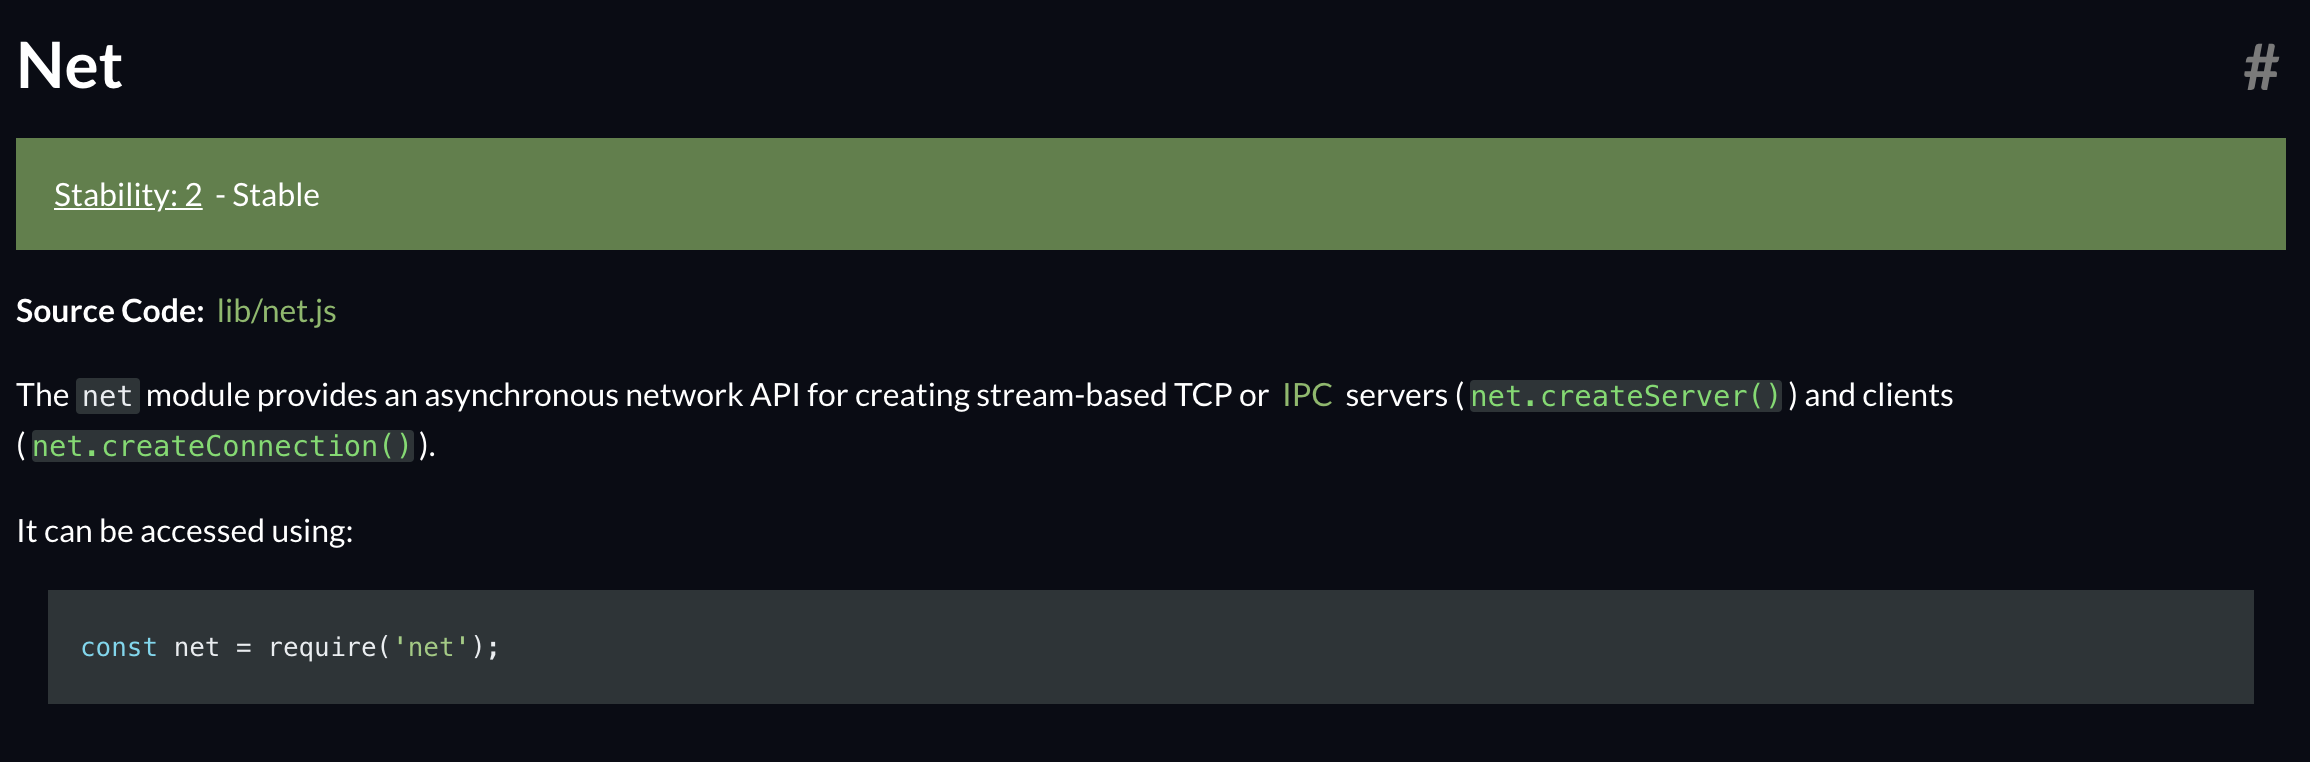 Net
#
Stability: 2 - Stable
Source Code: lib/net.js
The net module provides an asynchronous network API for creating stream-based TCP or IPC servers (net.createServer()) and clients
(net.createConnection()).
It can be accessed using:
const net = require('net');